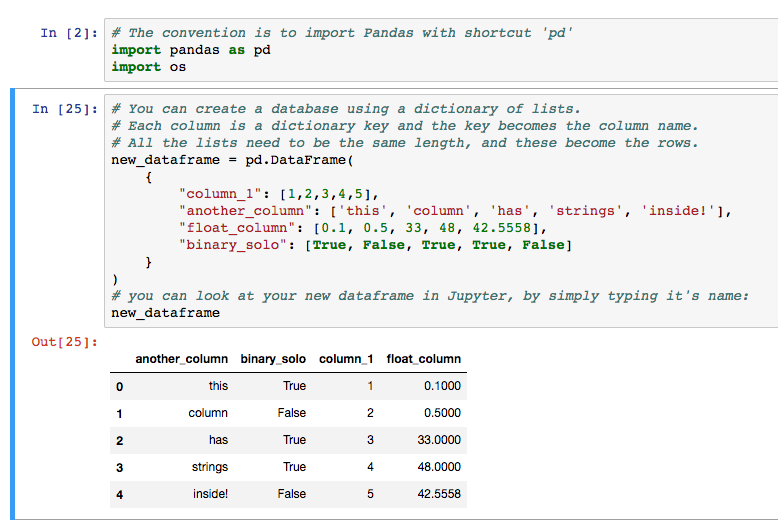 In [2]: # The convention is to import Pandas with shortcut 'pd'
import pandas as pd
import os
In [25]: # You can create a database using a dictionary of lists.
# Each column is a dictionary key and the key becomes the column name.
# All the lists need to be the same length, and these become the rows.
new_dataframe = pd.DataFrame(
{
"column_1": [1,2,3,4,5],
"another_column": ['this', 'column', 'has', 'strings', 'inside!'],
"float_column": [0.1, 0.5, 33, 48, 42.5558],
"binary_solo": [True, False, True, True, False]
}
)
# you can look at your new dataframe in Jupyter, by simply typing it's name:
new_dataframe
Out[25]:
another_column binary_solo column_1 float_column
0 this True 1 0.1000
1 column False 2 0.5000
2 has True 3 33.0000
3 strings True 4 48.0000
4 inside! False 5 42.5558